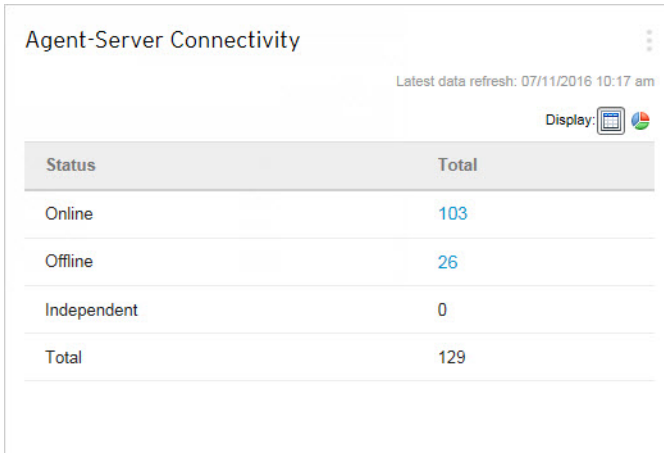 Agent-Server Connectivity
Latest data refresh: 07/11/2016 10:17 am
Display:
Status Total
Online 103
Offline 26
Independent 0
Total 129